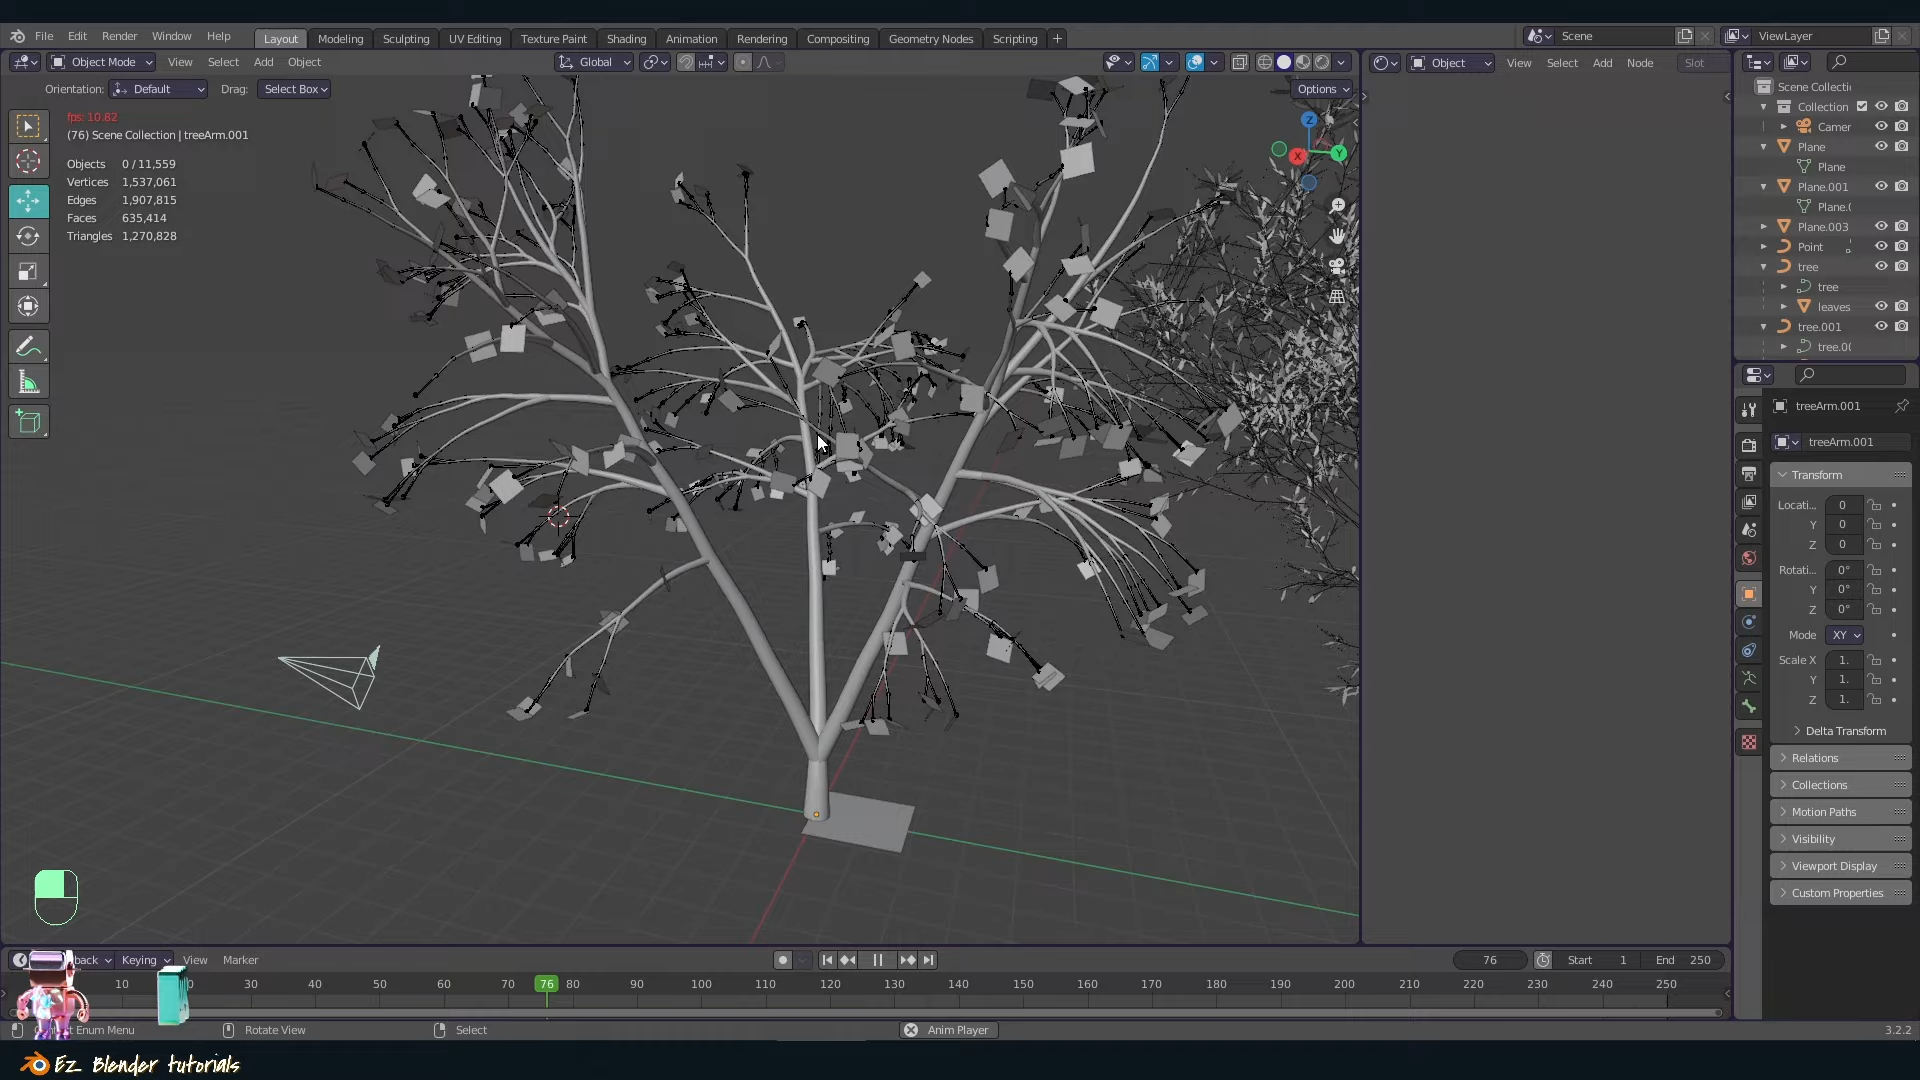 File Edit Render Window Help Layout Modeling Sculpting UV Editing Texture Paint Shading Animation Rendering Compositing Geometry Nodes Scripting + Scene ViewLayer
Object Mode View Select Add Object Global Object View Select Add Node Slot
Orientation: Default Drag: Select Box Options
fps: 10.82
(76) Scene Collection | treeArm.001
Objects 0 / 11,559
Vertices 1,537,061
Edges 1,907,815
Faces 635,414
Triangles 1,270,828
Z
X
Y
Scene Collecti
Collection
Camer
Plane
Plane
Plane.001
Plane.(
Plane.003
Point
tree
tree
leaves
tree.001
tree.00
treeArm.001
treeArm.001
Transform
Locati... 0
Y 0
Z 0
Rotati... 0°
Y 0°
Z 0°
Mode XY
Scale X 1.
Y 1.
Z 1.
Delta Transform
Relations
Collections
Motion Paths
Visibility
Viewport Display
Custom Properties
back Keying View Marker 76 Start 1 End 250
10 0 30 40 50 60 70 76 80 90 100 110 120 130 140 150 160 170 180 190 200 210 220 230 240 250
Enum Menu Rotate View Select Anim Player 3.2.2
Ez Blender tutorials